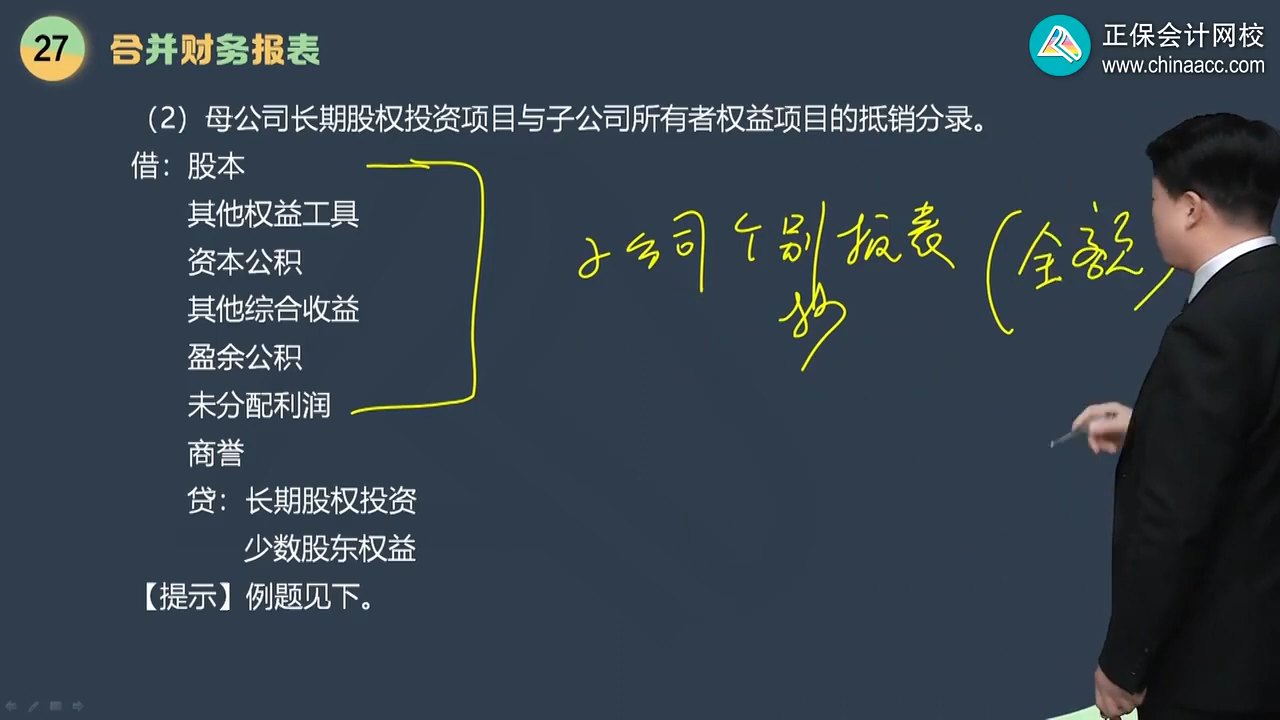 27 合并财务报表
正保会计网校
www.chinaacc.com
（2）母公司长期股权投资项目与子公司所有者权益项目的抵销分录。
借：股本
其他权益工具
资本公积
其他综合收益
盈余公积
未分配利润
商誉
贷：长期股权投资
少数股东权益
【提示】例题见下。
子公司个别报表（全额）
抄